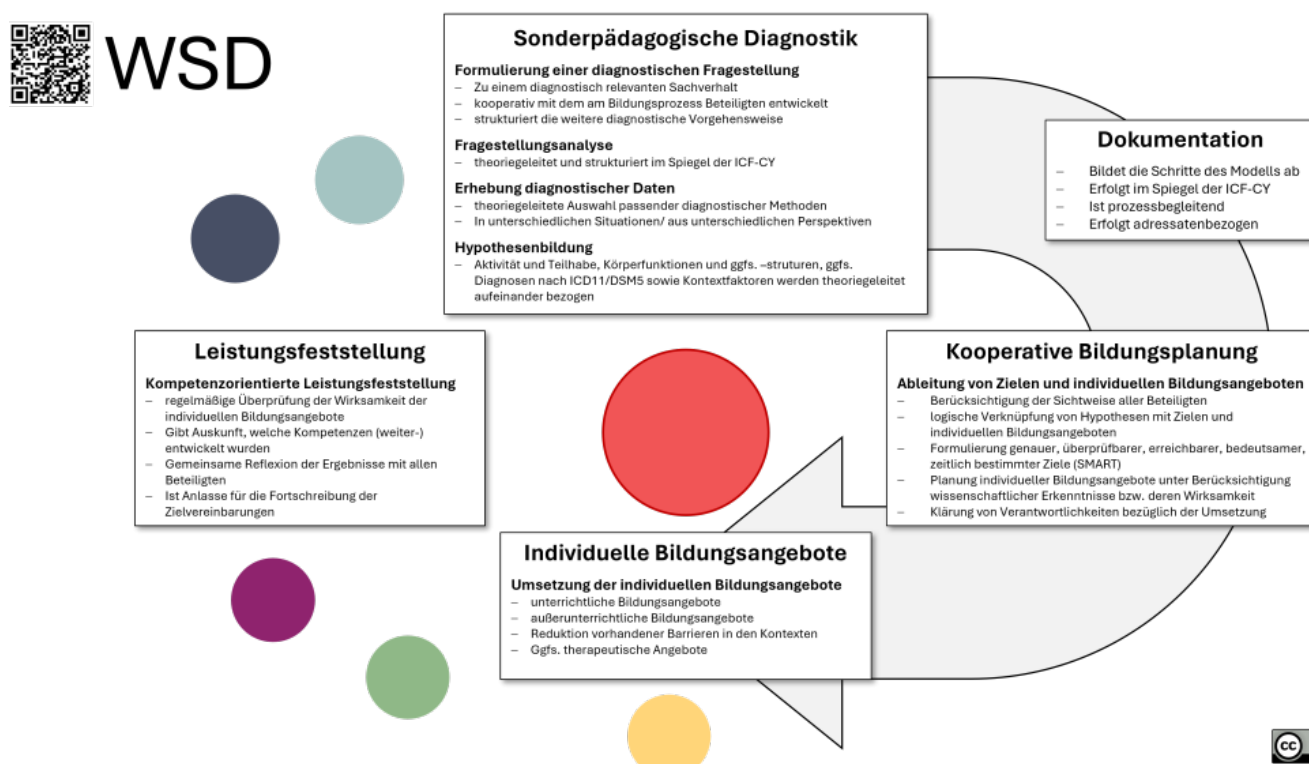 WSD
Sonderpädagogische Diagnostik
Formulierung einer diagnostischen Fragestellung
– Zu einem diagnostisch relevanten Sachverhalt
– kooperativ mit dem am Bildungsprozess Beteiligten entwickelt
– strukturiert die weitere diagnostische Vorgehensweise
Fragestellungsanalyse
– theoriegeleitet und strukturiert im Spiegel der ICF-CY
Erhebung diagnostischer Daten
– theoriegeleitete Auswahl passender diagnostischer Methoden
– In unterschiedlichen Situationen/ aus unterschiedlichen Perspektiven
Hypothesenbildung
– Aktivität und Teilhabe, Körperfunktionen und ggfs. –struturen, ggfs.
Diagnosen nach ICD11/DSM5 sowie Kontextfaktoren werden theoriegeleitet
aufeinander bezogen
Dokumentation
– Bildet die Schritte des Modells ab
– Erfolgt im Spiegel der ICF-CY
– Ist prozessbegleitend
– Erfolgt adressatenbezogen
Leistungsfeststellung
Kompetenzorientierte Leistungsfeststellung
– regelmäßige Überprüfung der Wirksamkeit der
individuellen Bildungsangebote
– Gibt Auskunft, welche Kompetenzen (weiter-)
entwickelt wurden
– Gemeinsame Reflexion der Ergebnisse mit allen
Beteiligten
– Ist Anlasse für die Fortschreibung der
Zielvereinbarungen
Kooperative Bildungsplanung
Ableitung von Zielen und individuellen Bildungsangeboten
– Berücksichtigung der Sichtweise aller Beteiligten
– logische Verknüpfung von Hypothesen mit Zielen und
individuellen Bildungsangeboten
– Formulierung genauer, überprüfbarer, erreichbarer, bedeutsamer,
zeitlich bestimmter Ziele (SMART)
– Planung individueller Bildungsangebote unter Berücksichtigung
wissenschaftlicher Erkenntnisse bzw. deren Wirksamkeit
– Klärung von Verantwortlichkeiten bezüglich der Umsetzung
Individuelle Bildungsangebote
Umsetzung der individuellen Bildungsangebote
– unterrichtliche Bildungsangebote
– außerunterrichtliche Bildungsangebote
– Reduktion vorhandener Barrieren in den Kontexten
– Ggfs. therapeutische Angebote
cc